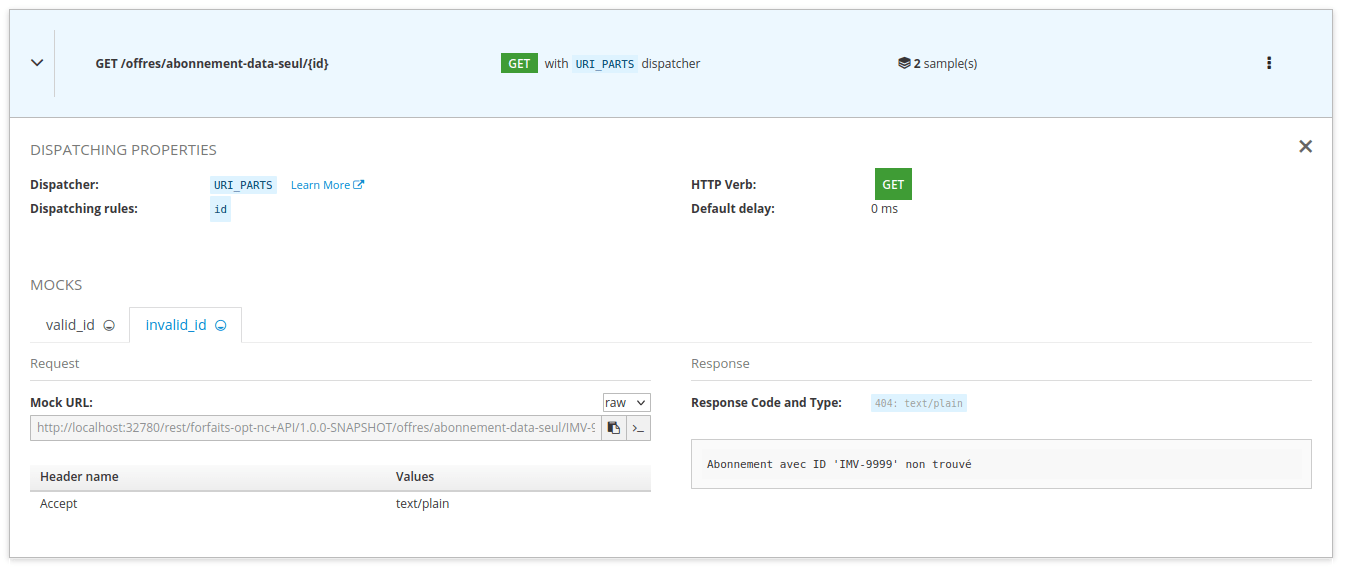 GET /offres/abonnement-data-seul/{id} GET with URI_PARTS dispatcher 2 sample(s)
DISPATCHING PROPERTIES
Dispatcher: URI_PARTS Learn More HTTP Verb: GET
Dispatching rules: id Default delay: 0 ms
MOCKS
valid_id invalid_id
Request Response
Mock URL: raw Response Code and Type: 404: text/plain
http://localhost:32780/rest/forfaits-opt-nc+API/1.0.0-SNAPSHOT/offres/abonnement-data-seul/IMV-9 >_
Abonnement avec ID 'IMV-9999' non trouvé
Header name Values
Accept text/plain